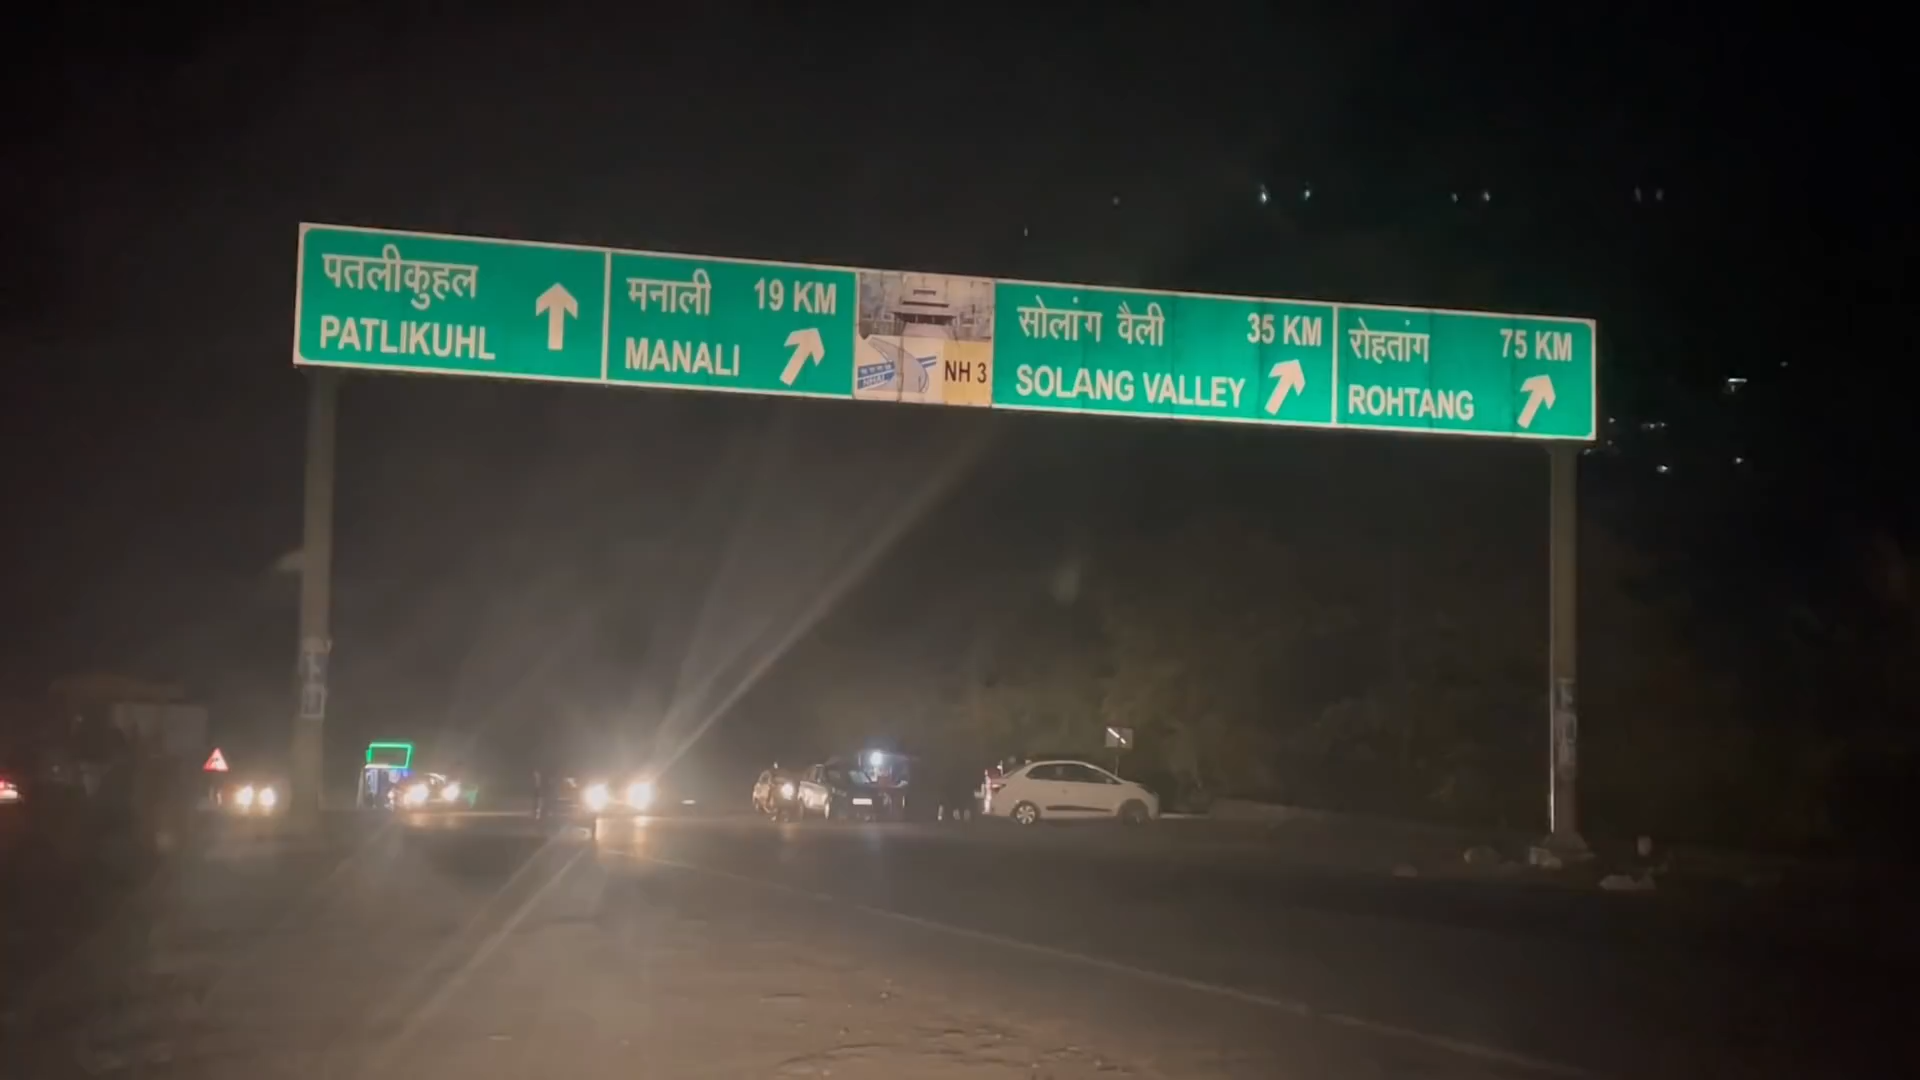 पतलीकुहल
PATLIKUHL
मनाली 19 KM
MANALI
NH 3
सोलांग वैली 35 KM
SOLANG VALLEY
रोहतांग 75 KM
ROHTANG